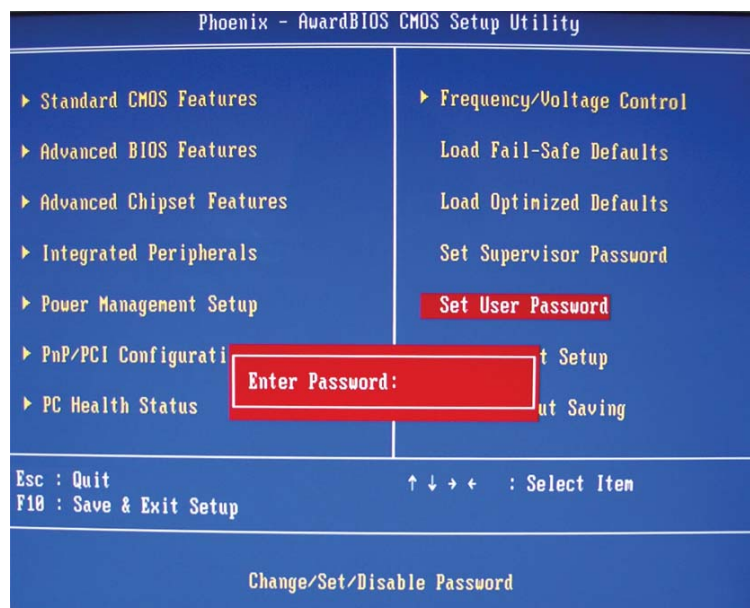 Phoenix - AwardBIOS CMOS Setup Utility
Standard CMOS Features
Advanced BIOS Features
Advanced Chipset Features
Integrated Peripherals
Power Management Setup
PnP/PCI Configurati
PC Health Status
Frequency/Voltage Control
Load Fail-Safe Defaults
Load Optimized Defaults
Set Supervisor Password
Set User Password
t Setup
ut Saving
Enter Password:
Esc : Quit
F10 : Save & Exit Setup
↑ ↓ → ← : Select Item
Change/Set/Disable Password